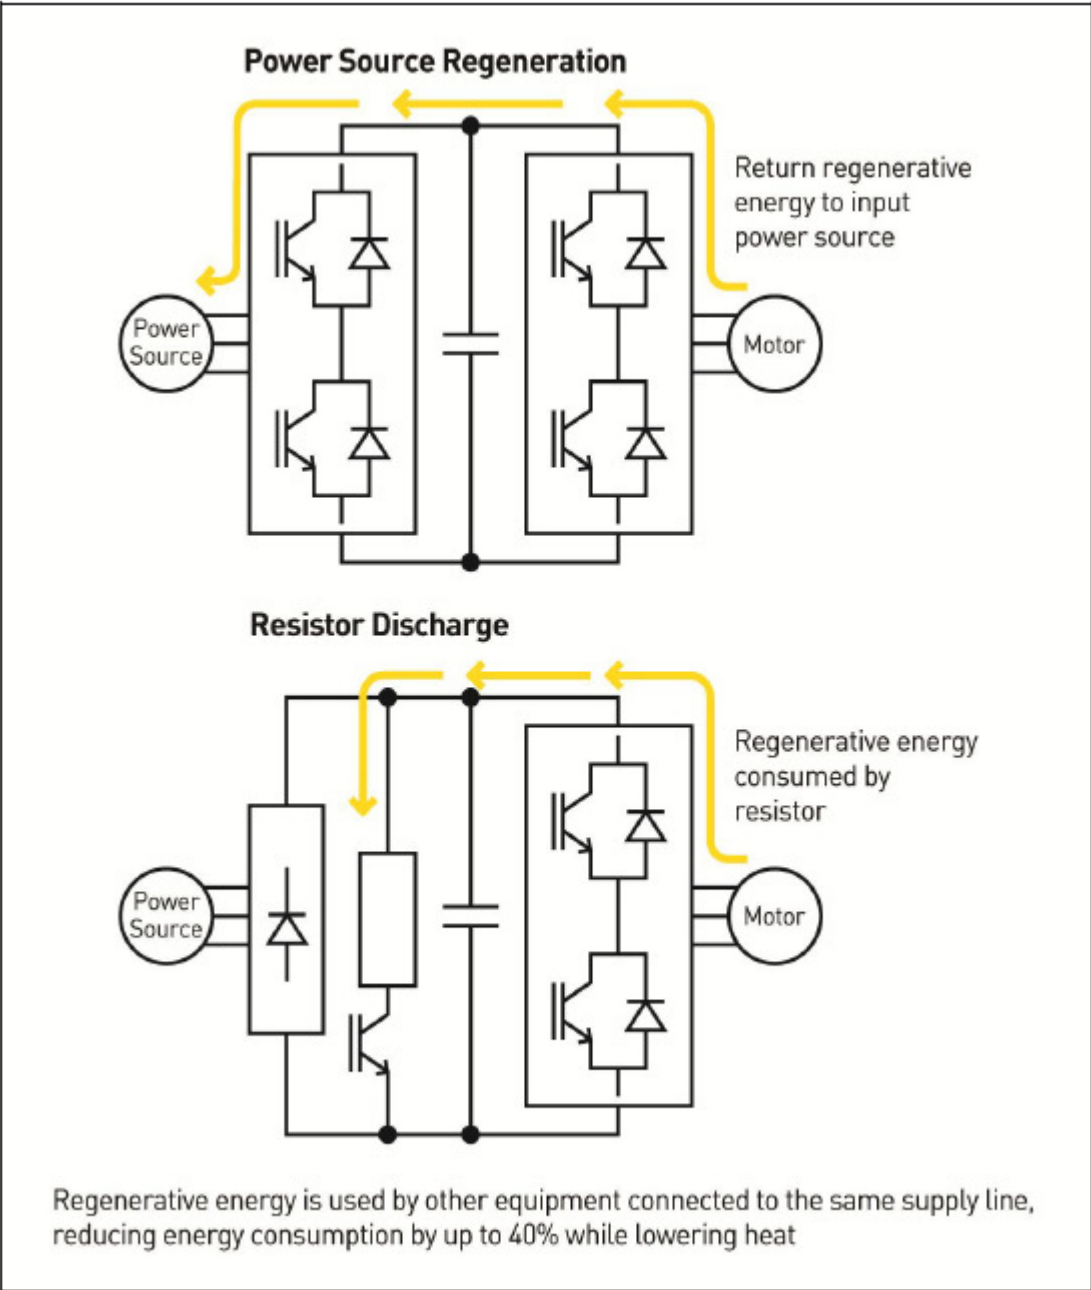 Power Source Regeneration
Return regenerative
energy to input
power source
Power
Source
Motor
Resistor Discharge
Regenerative energy
consumed by
resistor
Power
Source
Motor
Regenerative energy is used by other equipment connected to the same supply line,
reducing energy consumption by up to 40% while lowering heat